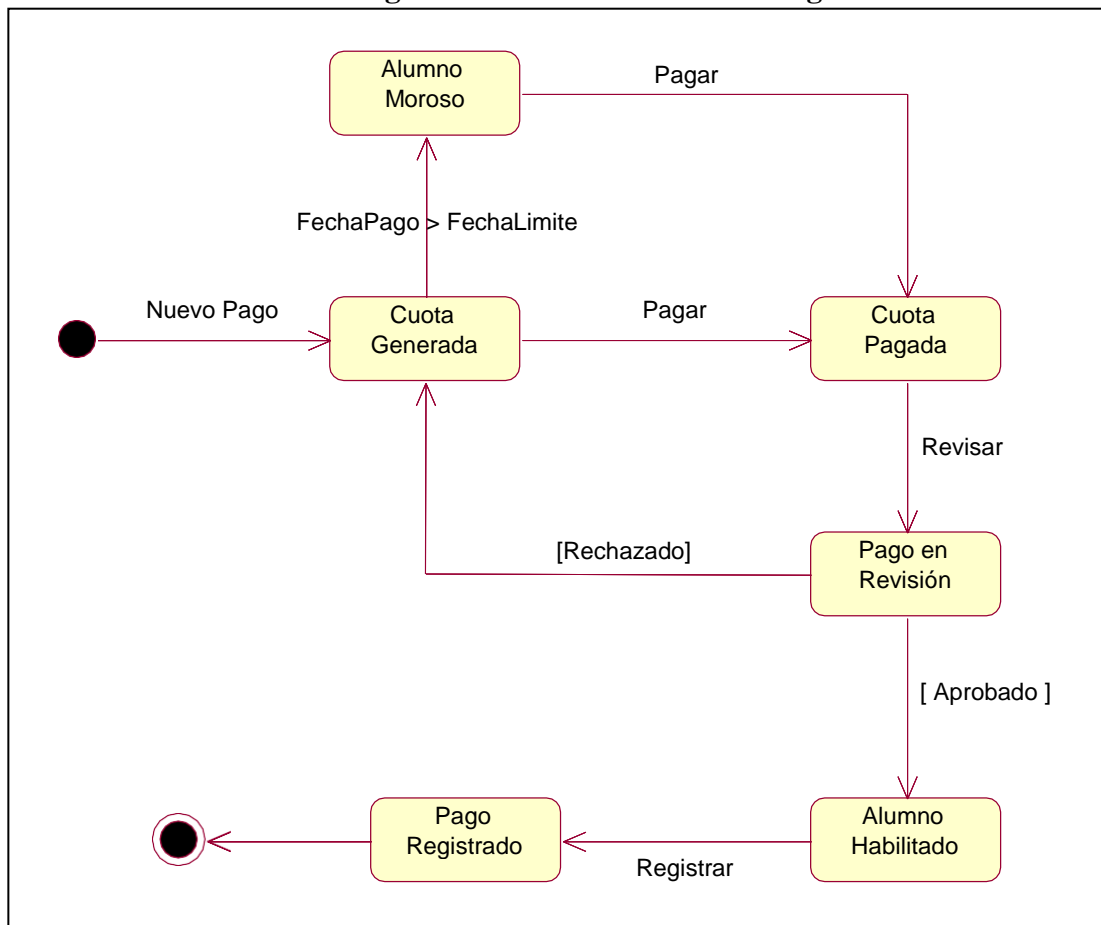 Alumno
Moroso
Pagar
FechaPago > FechaLimite
Nuevo Pago
Cuota
Generada
Pagar
Cuota
Pagada
Revisar
[Rechazado]
Pago en
Revisión
[ Aprobado ]
Pago
Registrado
Registrar
Alumno
Habilitado